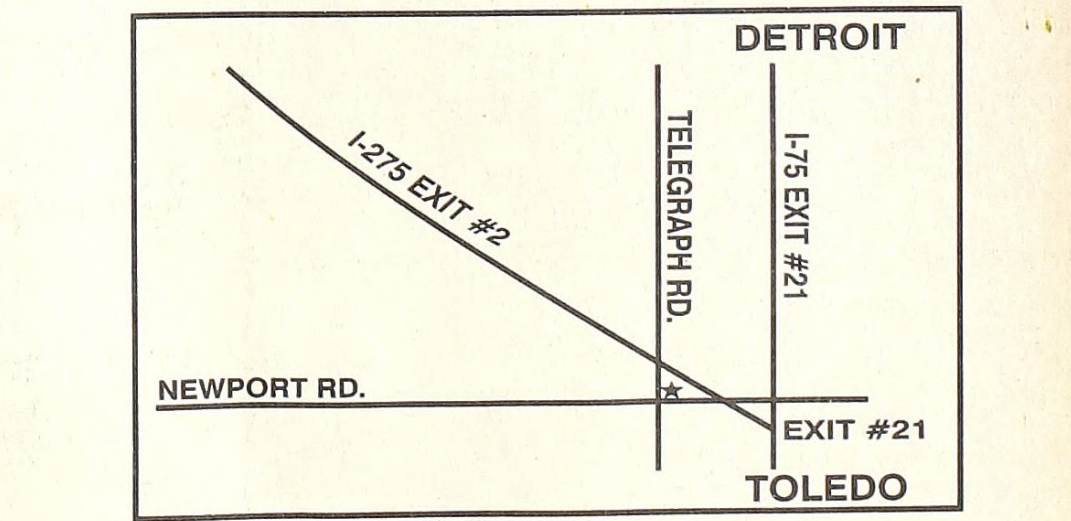 DETROIT
I-275 EXIT #2
TELEGRAPH RD.
I-75 EXIT #21
NEWPORT RD.
EXIT #21
TOLEDO